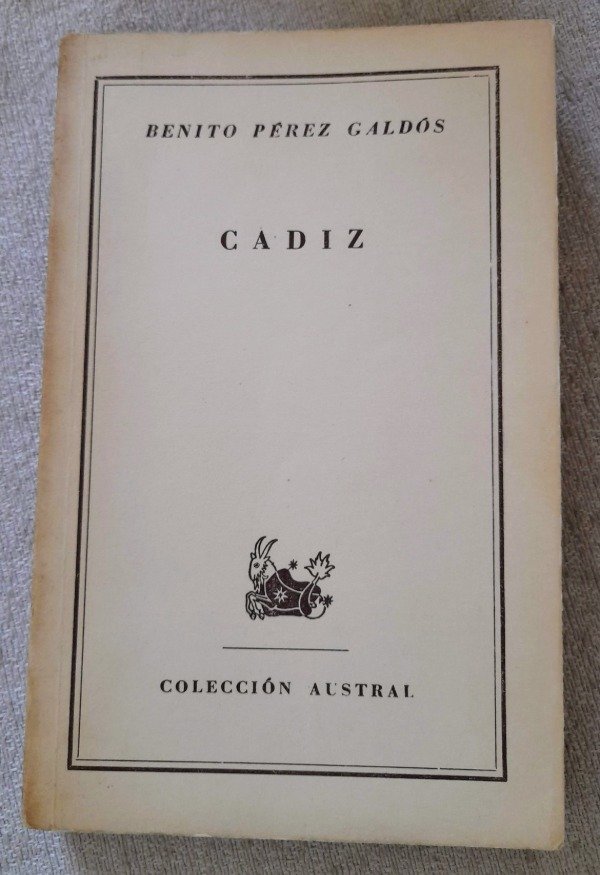 BENITO PÉREZ GALDÓS
CADIZ
COLECCIÓN AUSTRAL